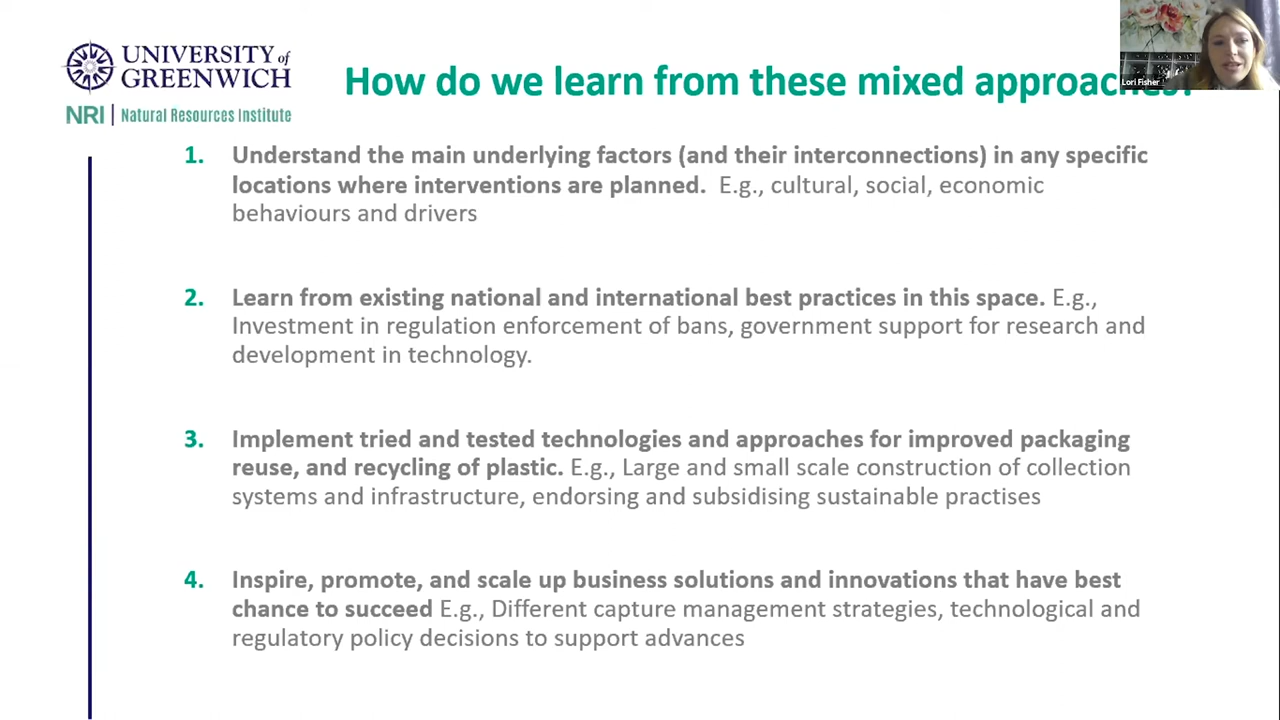 UNIVERSITY of
GREENWICH
NRI | Natural Resources Institute
How do we learn from these mixed approaches?
Lori Fisher
1. Understand the main underlying factors (and their interconnections) in any specific
locations where interventions are planned. E.g., cultural, social, economic
behaviours and drivers
2. Learn from existing national and international best practices in this space. E.g.,
Investment in regulation enforcement of bans, government support for research and
development in technology.
3. Implement tried and tested technologies and approaches for improved packaging
reuse, and recycling of plastic. E.g., Large and small scale construction of collection
systems and infrastructure, endorsing and subsidising sustainable practises
4. Inspire, promote, and scale up business solutions and innovations that have best
chance to succeed E.g., Different capture management strategies, technological and
regulatory policy decisions to support advances